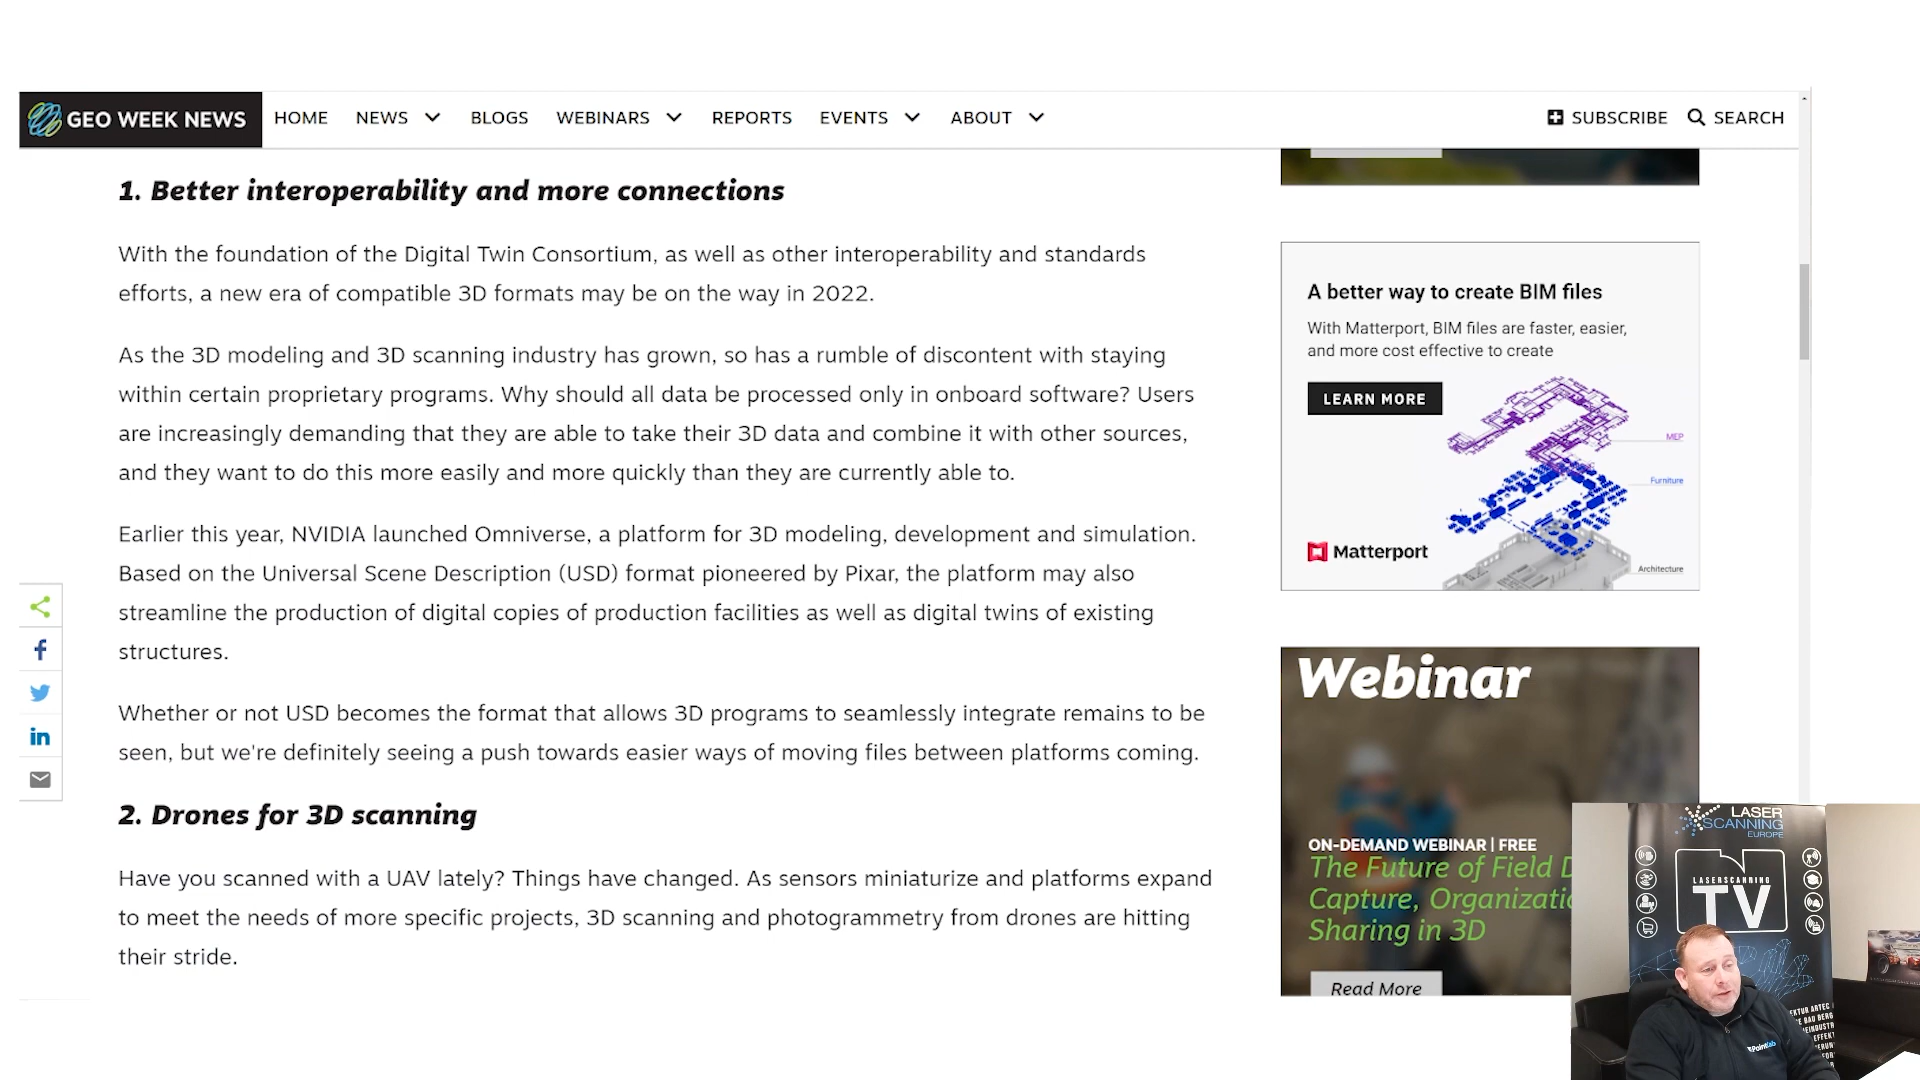 GEO WEEK NEWS
HOME
NEWS
BLOGS
WEBINARS
REPORTS
EVENTS
ABOUT
SUBSCRIBE
SEARCH
1. Better interoperability and more connections
With the foundation of the Digital Twin Consortium, as well as other interoperability and standards
efforts, a new era of compatible 3D formats may be on the way in 2022.
As the 3D modeling and 3D scanning industry has grown, so has a rumble of discontent with staying
within certain proprietary programs. Why should all data be processed only in onboard software? Users
are increasingly demanding that they are able to take their 3D data and combine it with other sources,
and they want to do this more easily and more quickly than they are currently able to.
Earlier this year, NVIDIA launched Omniverse, a platform for 3D modeling, development and simulation.
Based on the Universal Scene Description (USD) format pioneered by Pixar, the platform may also
streamline the production of digital copies of production facilities as well as digital twins of existing
structures.
Whether or not USD becomes the format that allows 3D programs to seamlessly integrate remains to be
seen, but we're definitely seeing a push towards easier ways of moving files between platforms coming.
2. Drones for 3D scanning
Have you scanned with a UAV lately? Things have changed. As sensors miniaturize and platforms expand
to meet the needs of more specific projects, 3D scanning and photogrammetry from drones are hitting
their stride.
A better way to create BIM files
With Matterport, BIM files are faster, easier,
and more cost effective to create
LEARN MORE
MEP
Furniture
Architecture
Matterport
Webinar
ON-DEMAND WEBINAR | FREE
The Future of Field D
Capture, Organizatio
Sharing in 3D
Read More
LASER
SCANNING
EUROPE
LASERSCANNING
TV
EKTUR ARTEC
BAU BERG
EINDUSTR
EFFEK
ERUN
FOR
PointCab